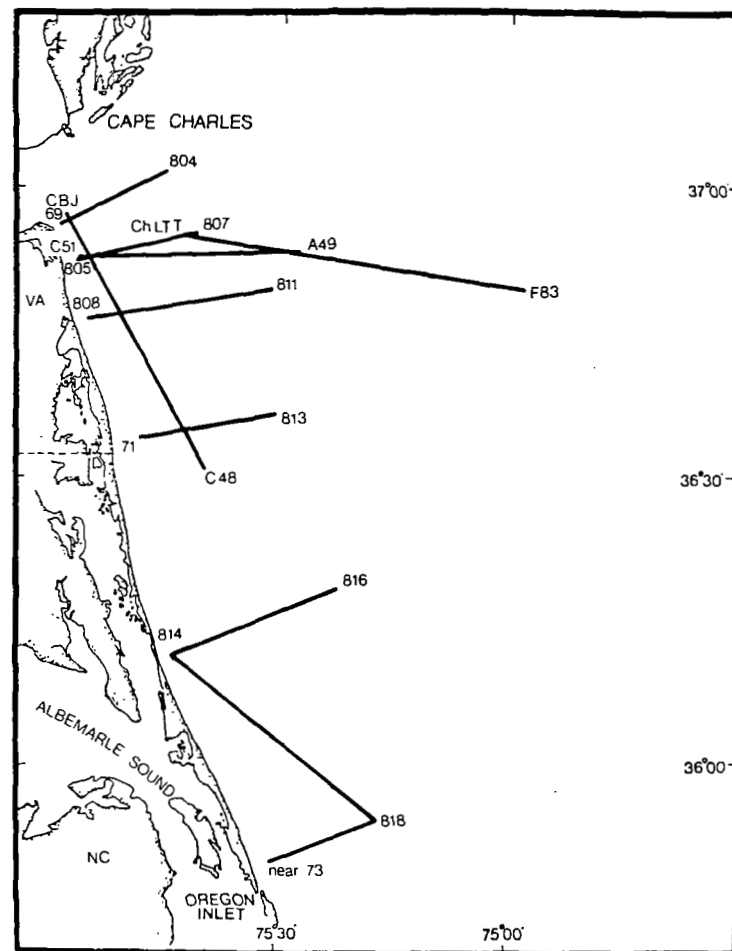 CAPE CHARLES
804
37°00'
CBJ
69
ChLTT
807
C51
A49
805
F83
VA
808
811
71
813
C48
36°30'
816
814
ALBEMARLE SOUND
36°00'
818
NC
near 73
OREGON
INLET
75°30'
75°00'